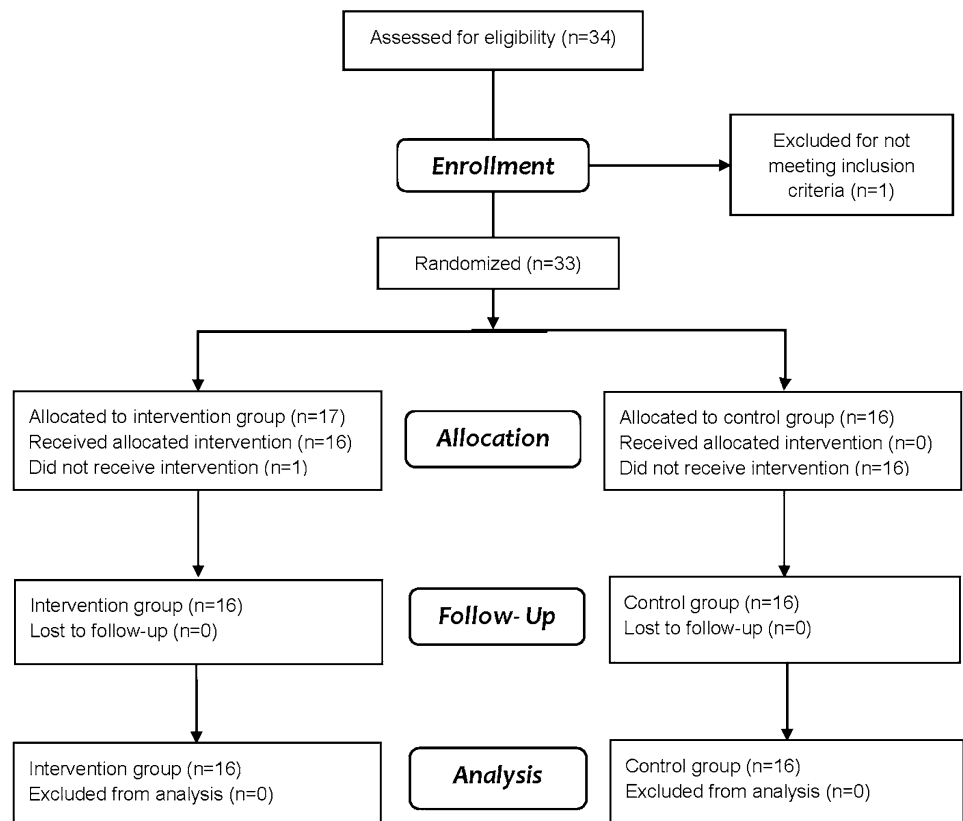 Assessed for eligibility (n=34)
Enrollment
Excluded for not
meeting inclusion
criteria (n=1)
Randomized (n=33)
Allocated to intervention group (n=17)
Received allocated intervention (n=16)
Did not receive intervention (n=1)
Allocation
Allocated to control group (n=16)
Received allocated intervention (n=0)
Did not receive intervention (n=16)
Intervention group (n=16)
Lost to follow-up (n=0)
Follow- Up
Control group (n=16)
Lost to follow-up (n=0)
Intervention group (n=16)
Excluded from analysis (n=0)
Analysis
Control group (n=16)
Excluded from analysis (n=0)